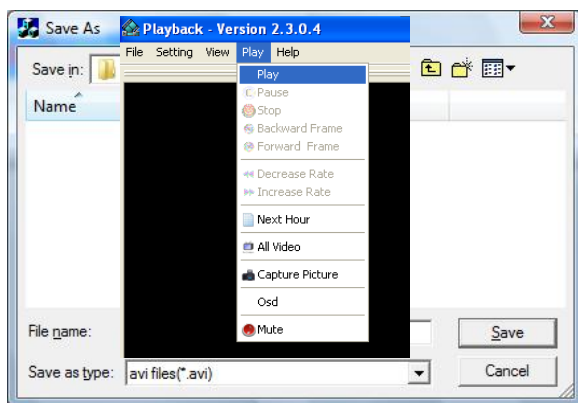 Save As
Playback - Version 2.3.0.4
File Setting View Play Help
Save in:
Play
Pause
Stop
Backward Frame
Forward Frame
Decrease Rate
Increase Rate
Next Hour
All Video
Capture Picture
Osd
Mute
Name
File name:
Save
Save as type:
avi files(*.avi)
Cancel